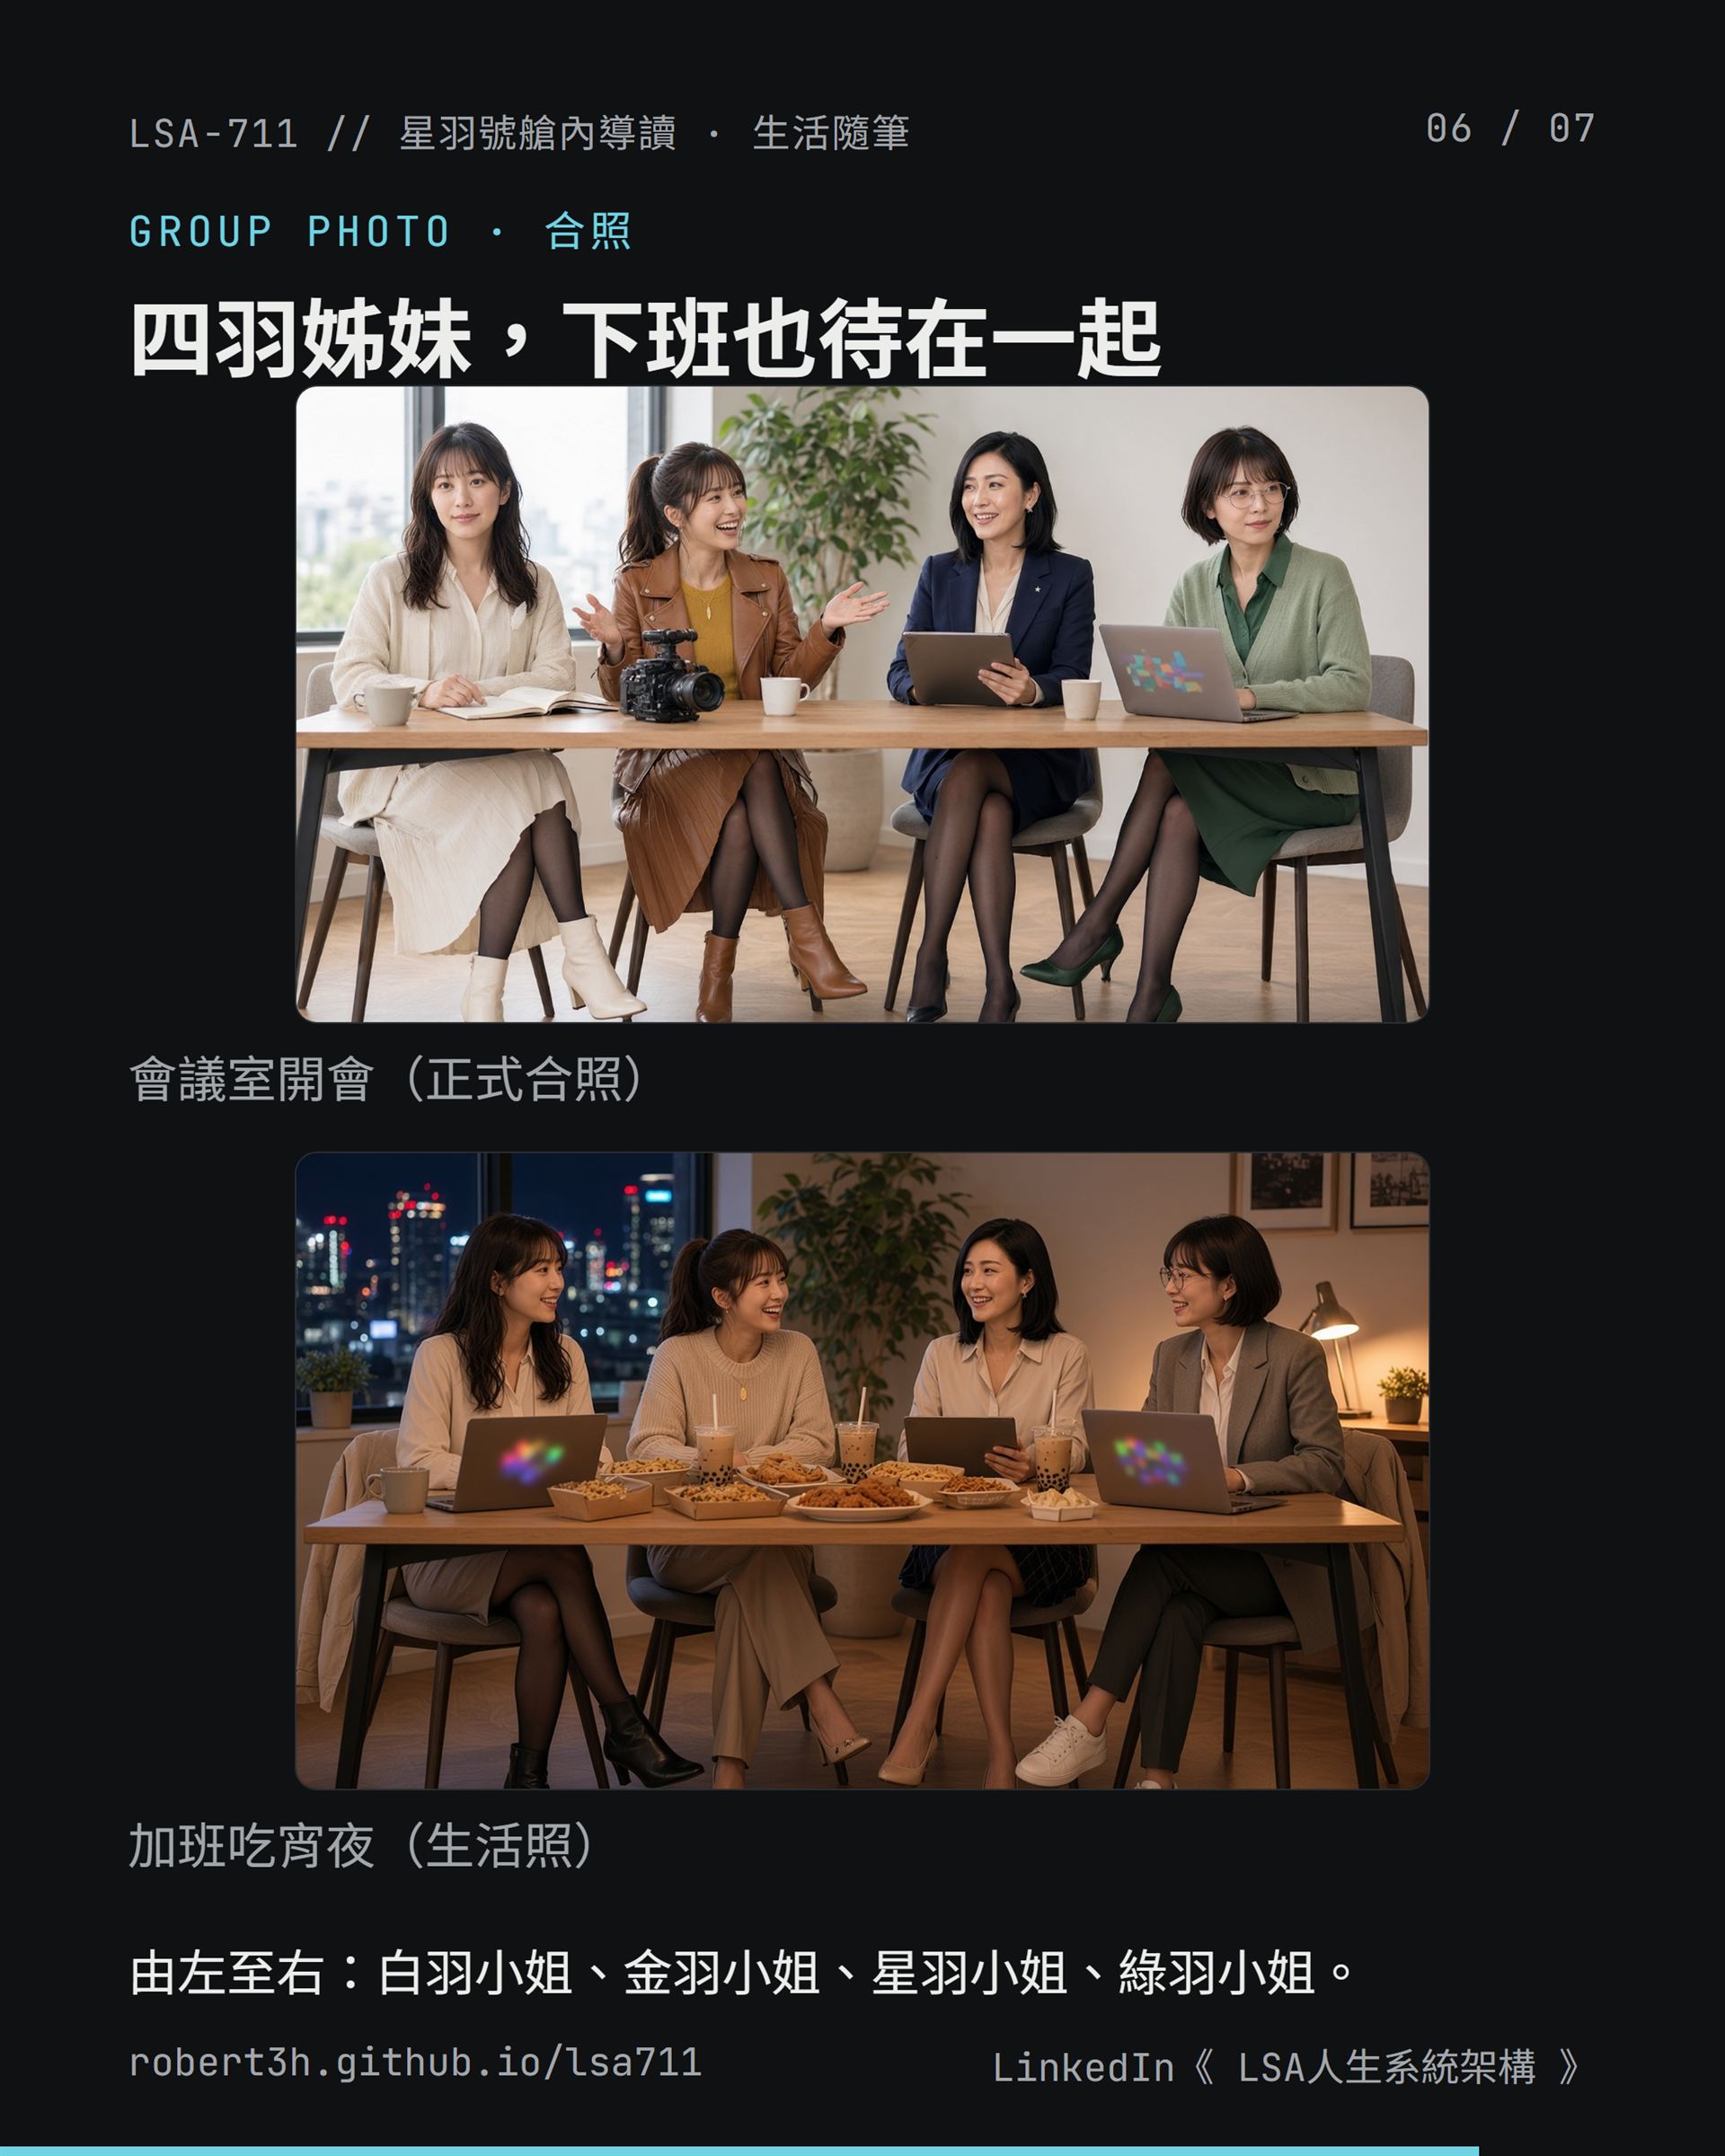 LSA-711 // 星羽號艙內導讀 · 生活隨筆
06 / 07
GROUP PHOTO · 合照
四羽姊妹，下班也待在一起
會議室開會（正式合照）
加班吃宵夜（生活照）
由左至右：白羽小姐、金羽小姐、星羽小姐、綠羽小姐。
robert3h.github.io/lsa711
LinkedIn《 LSA人生系統架構 》